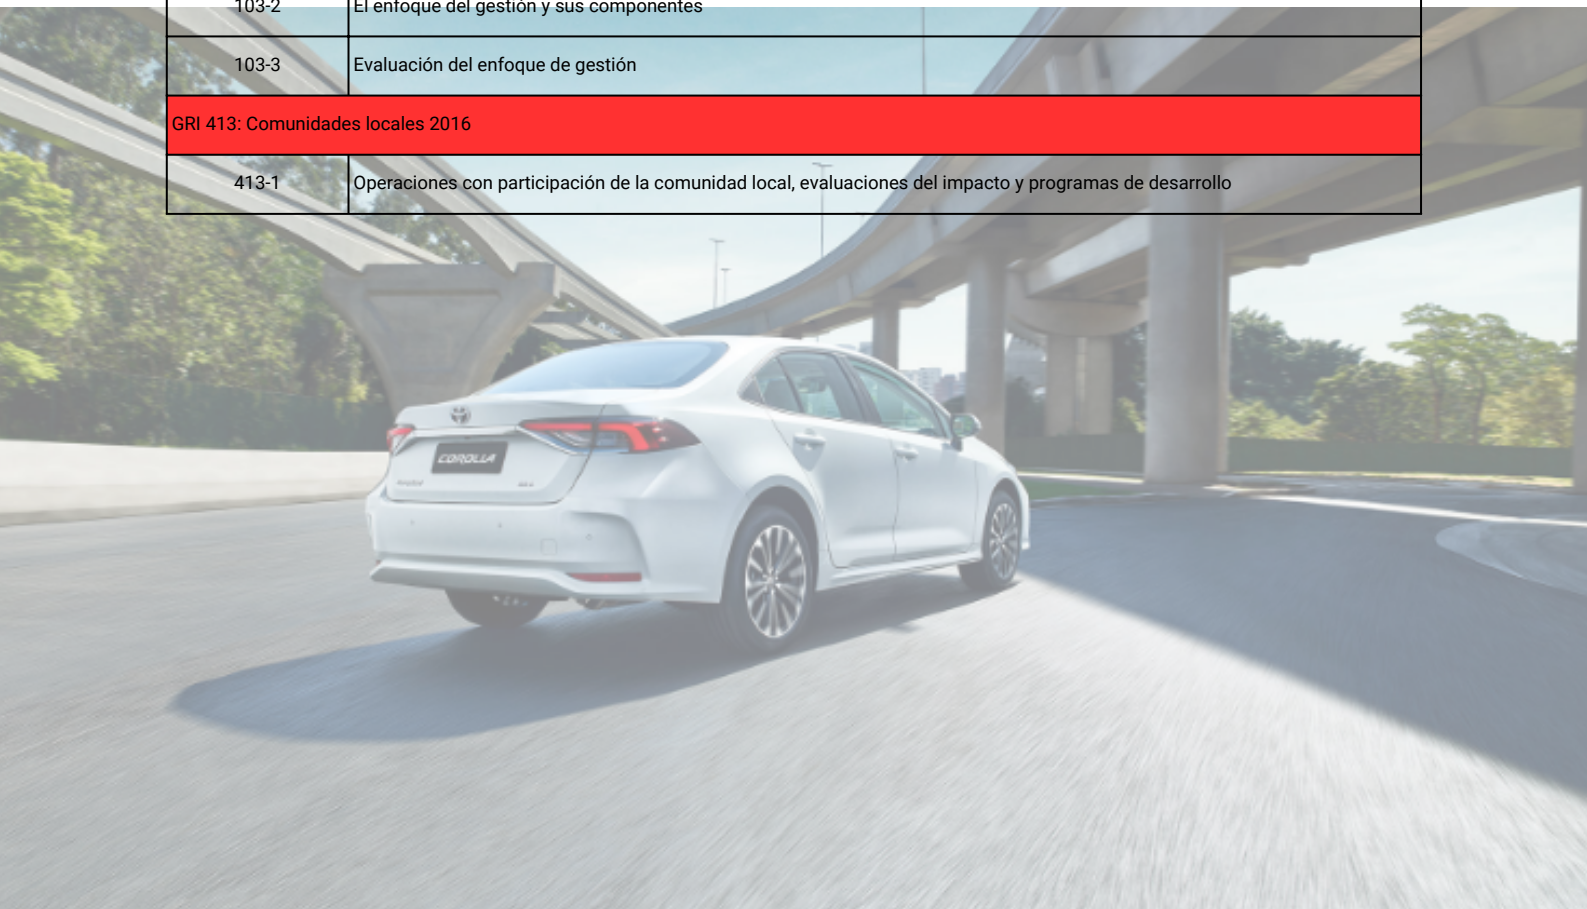 103-2 El enfoque del gestión y sus componentes
103-3 Evaluación del enfoque de gestión
GRI 413: Comunidades locales 2016
413-1 Operaciones con participación de la comunidad local, evaluaciones del impacto y programas de desarrollo
COROLLA